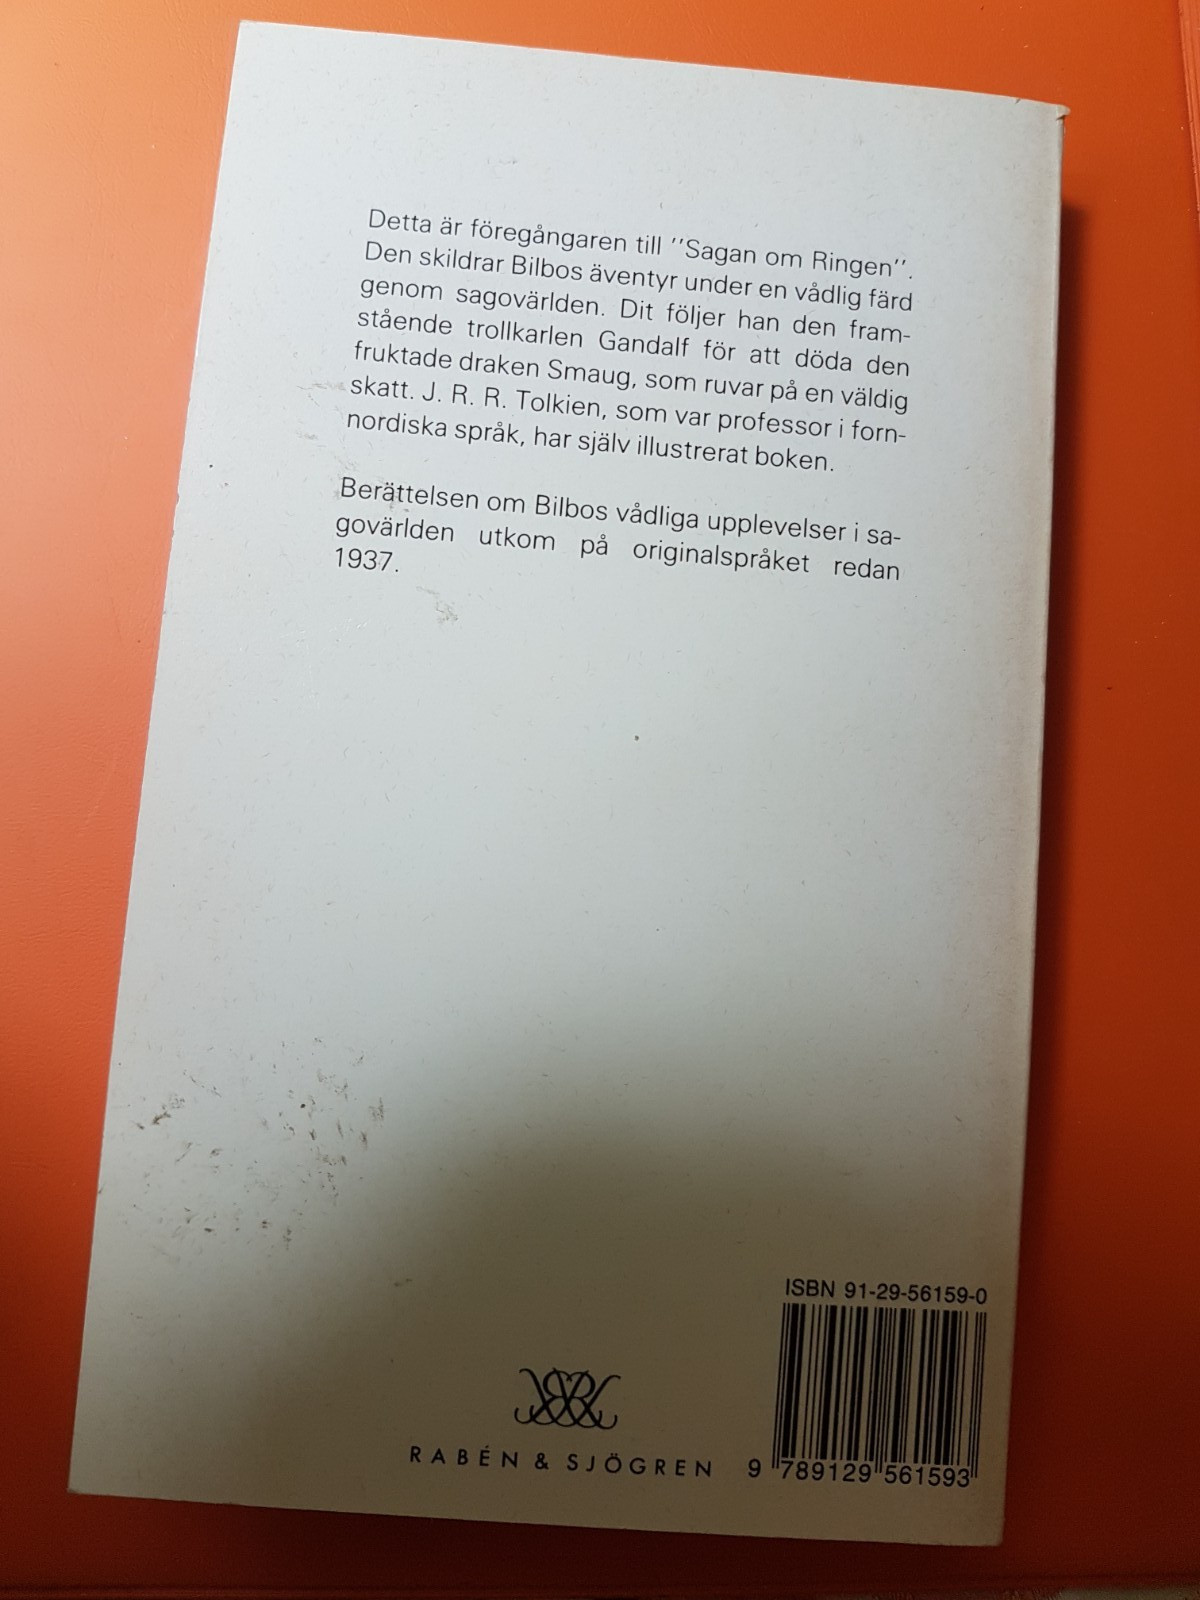 Detta är föregångaren till ''Sagan om Ringen''.
Den skildrar Bilbos äventyr under en vådlig färd
genom sagovärlden. Dit följer han den fram-
stående trollkarlen Gandalf för att döda den
fruktade draken Smaug, som ruvar på en väldig
skatt. J. R. R. Tolkien, som var professor i forn-
nordiska språk, har själv illustrerat boken.
Berättelsen om Bilbos vådliga upplevelser i sa-
govärlden utkom på originalspråket redan
1937.
ISBN 91-29-56159-0
RABÉN & SJÖGREN
9 789129 561593